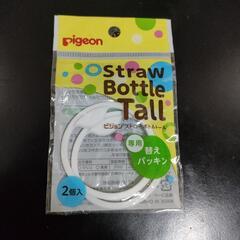 pigeon
Straw
Bottle
Tall
ピジョン ストローボトルトール
専用
替え
パッキン
2個入